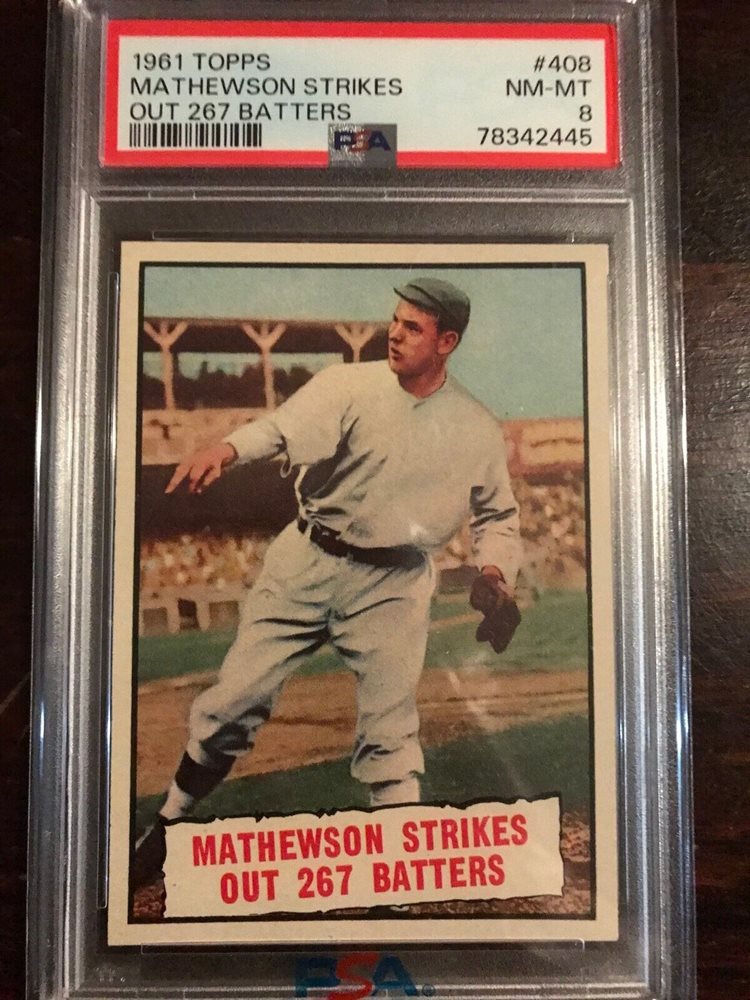 1961 TOPPS #408
MATHEWSON STRIKES NM-MT
OUT 267 BATTERS 8
PSA 78342445
MATHEWSON STRIKES
OUT 267 BATTERS
PSA®